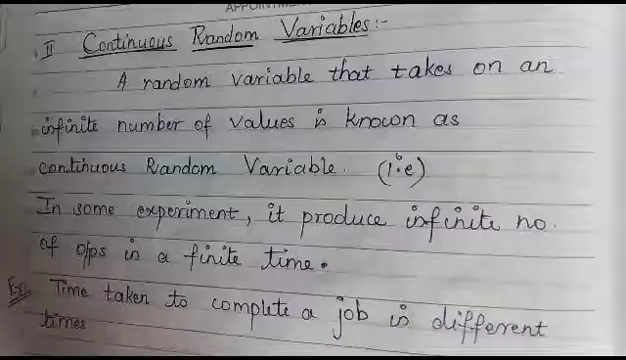 APPOINTMEN
II Continuous Random Variables:-
A random variable that takes on an
infinite number of values is known as
continuous Random Variable. (i.e)
In some experiment, it produce infinite no.
of o/ps in a finite time.
Ex: Time taken to complete a job is different
times